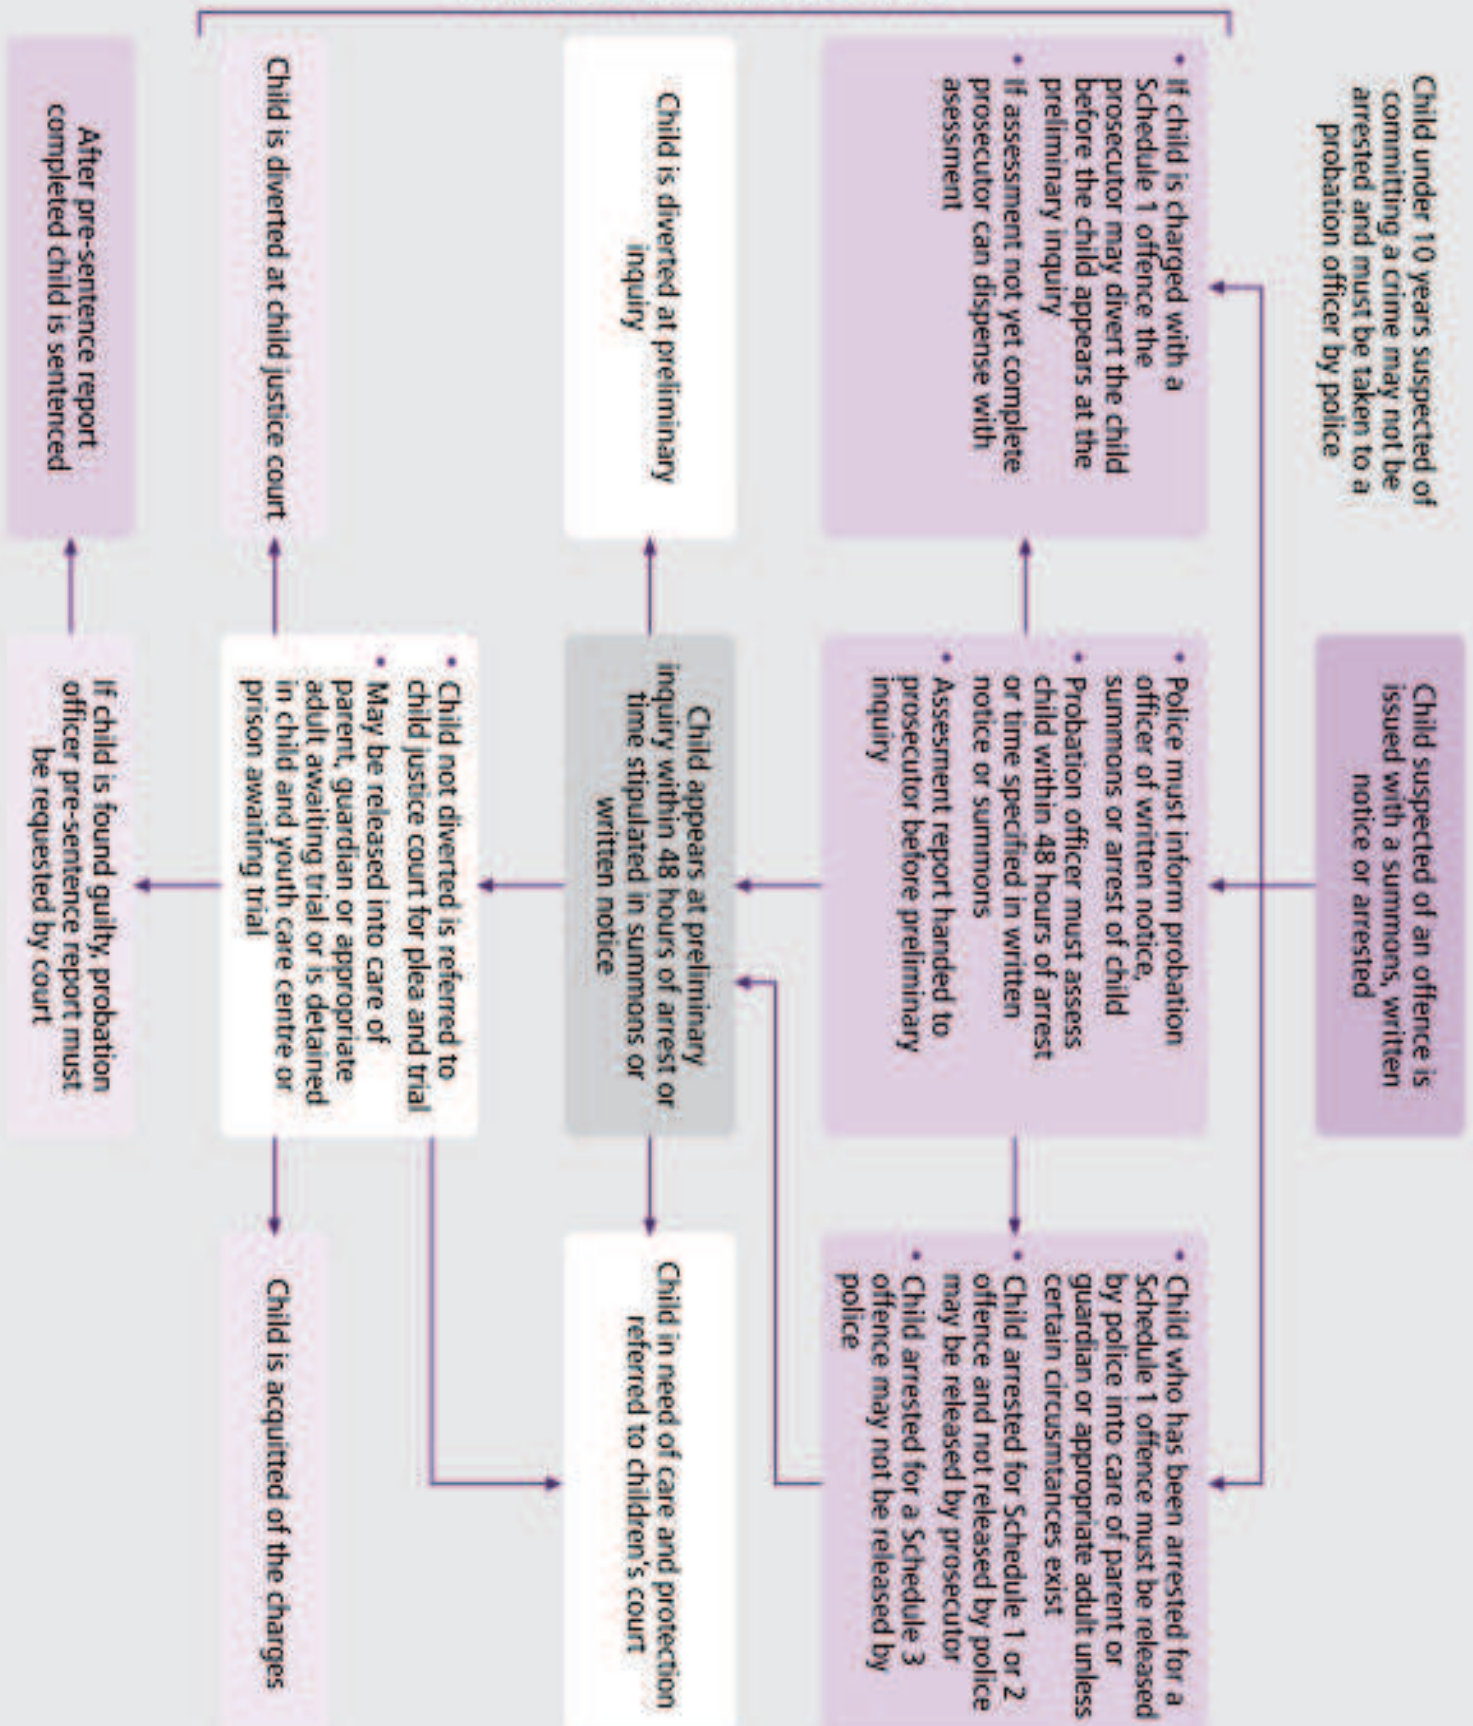 Child under 10 years suspected of
committing a crime may not be
arrested and must be taken to a
probation officer by police
Child suspected of an offence is
issued with a summons, written
notice or arrested
• If child is charged with a
Schedule 1 offence the
prosecutor may divert the child
before the child appears at the
preliminary inquiry
• If assessment not yet complete
prosecutor can dispense with
asessment
• Police must inform probation
officer of written notice,
summons or arrest of child
• Probation officer must assess
child within 48 hours of arrest
or time specified in written
notice or summons
• Assesment report handed to
prosecutor before preliminary
inquiry
• Child who has been arrested for a
Schedule 1 offence must be released
by police into care of parent or
guardian or appropriate adult unless
certain circusmtances exist
• Child arrested for Schedule 1 or 2
offence and not released by police
may be released by prosecutor
• Child arrested for a Schedule 3
offence may not be released by
police
Child is diverted at preliminary
inquiry
Child appears at preliminary
inquiry within 48 hours of arrest or
time stipulated in summons or
written notice
Child in need of care and protection
referred to children's court
Child is diverted at child justice court
• Child not diverted is referred to
child justice court for plea and trial
• May be released into care of
parent, guardian or appropriate
adult awaiting trial or is detained
in child and youth care centre or
prison awaiting trial
Child is acquitted of the charges
After pre-sentence report
completed child is sentenced
If child is found guilty, probation
officer pre-sentence report must
be requested by court